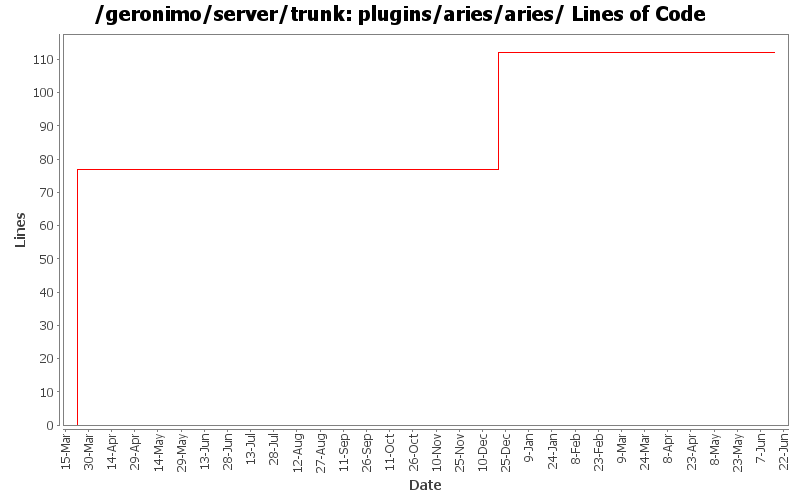 /geronimo/server/trunk: plugins/aries/aries/ Lines of Code
Lines
110
100
90
80
70
60
50
40
30
20
10
0
15-Mar
30-Mar
14-Apr
29-Apr
14-May
29-May
13-Jun
28-Jun
13-Jul
28-Jul
12-Aug
27-Aug
11-Sep
26-Sep
11-Oct
26-Oct
10-Nov
25-Nov
10-Dec
25-Dec
9-Jan
24-Jan
8-Feb
23-Feb
9-Mar
24-Mar
8-Apr
23-Apr
8-May
23-May
7-Jun
22-Jun
Date